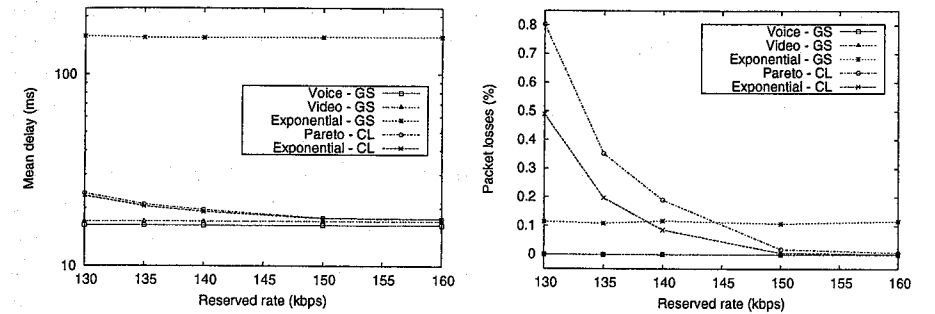 Mean delay (ms)
100
10
Voice - GS
Video - GS
Exponential - GS
Pareto - CL
Exponential - CL
130 135 140 145 150 155 160
Reserved rate (kbps)
Packet losses (%)
0.8
0.7
0.6
0.5
0.4
0.3
0.2
0.1
0
Voice - GS
Video - GS
Exponential - GS
Pareto - CL
Exponential - CL
130 135 140 145 150 155 160
Reserved rate (kbps)